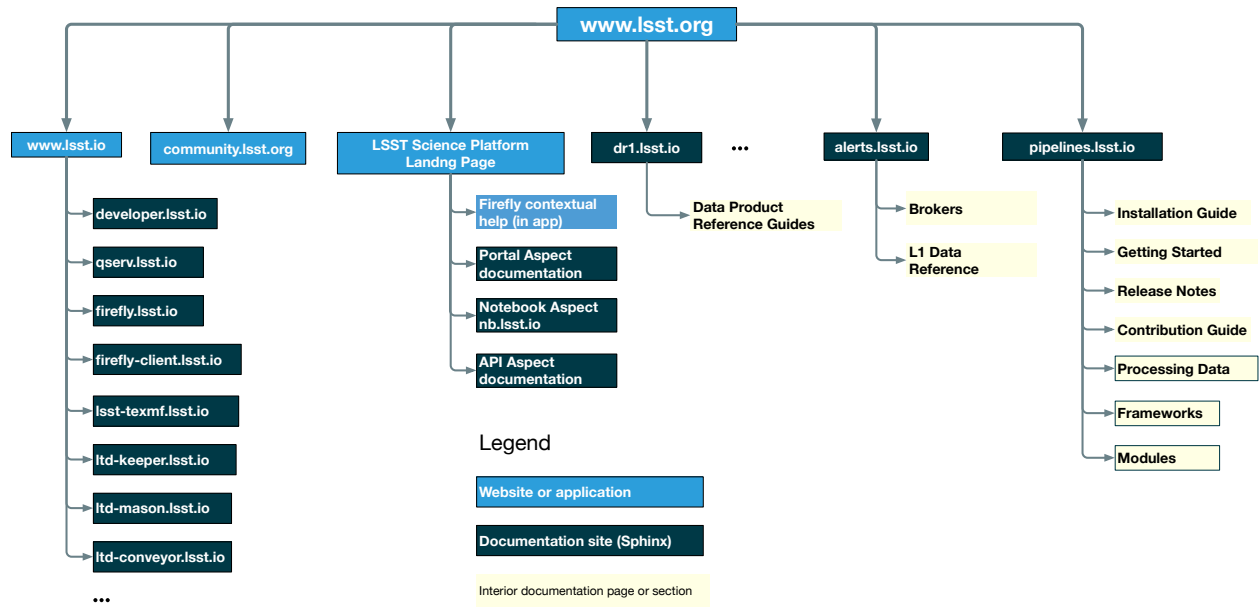 www.lsst.org
www.lsst.io
community.lsst.org
LSST Science Platform
Landng Page
dr1.lsst.io
...
alerts.lsst.io
pipelines.lsst.io
developer.lsst.io
qserv.lsst.io
firefly.lsst.io
firefly-client.lsst.io
lsst-texmf.lsst.io
ltd-keeper.lsst.io
ltd-mason.lsst.io
ltd-conveyor.lsst.io
...
Firefly contextual
help (in app)
Portal Aspect
documentation
Notebook Aspect
nb.lsst.io
API Aspect
documentation
Data Product
Reference Guides
Brokers
L1 Data
Reference
Installation Guide
Getting Started
Release Notes
Contribution Guide
Processing Data
Frameworks
Modules
Legend
Website or application
Documentation site (Sphinx)
Interior documentation page or section